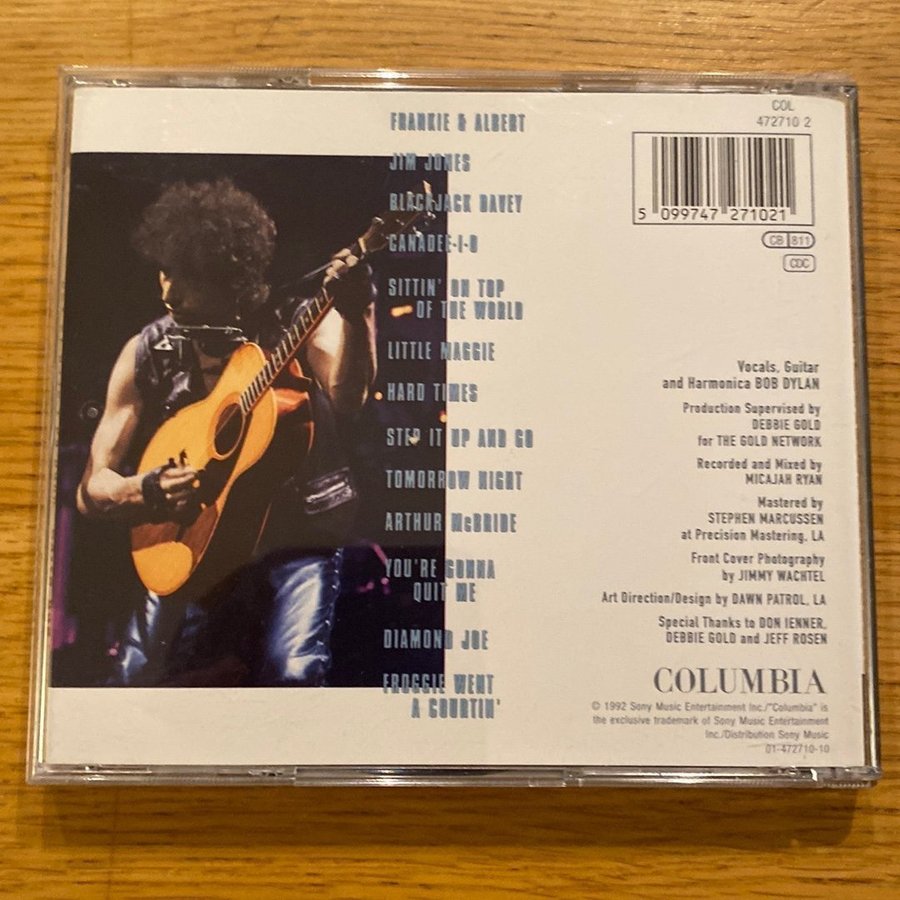 FRANKIE & ALBERT
JIM JONES
BLACKJACK DAVEY
CANADEE-I-O
SITTIN' ON TOP
OF THE WORLD
LITTLE MAGGIE
HARD TIMES
STEP IT UP AND GO
TOMORROW NIGHT
ARTHUR McBRIDE
YOU'RE GONNA
QUIT ME
DIAMOND JOE
FROGGIE WENT
A COURTIN'
COL
472710 2
5 099747 271021
CB 811
CDC
Vocals, Guitar
and Harmonica BOB DYLAN
Production Supervised by
DEBBIE GOLD
for THE GOLD NETWORK
Recorded and Mixed by
MICAJAH RYAN
Mastered by
STEPHEN MARCUSSEN
at Precision Mastering, LA
Front Cover Photography
by JIMMY WACHTEL
Art Direction/Design by DAWN PATROL, LA
Special Thanks to DON IENNER,
DEBBIE GOLD and JEFF ROSEN
COLUMBIA
© 1992 Sony Music Entertainment Inc./"Columbia" is
the exclusive trademark of Sony Music Entertainment
Inc./Distribution Sony Music
01-472710-10